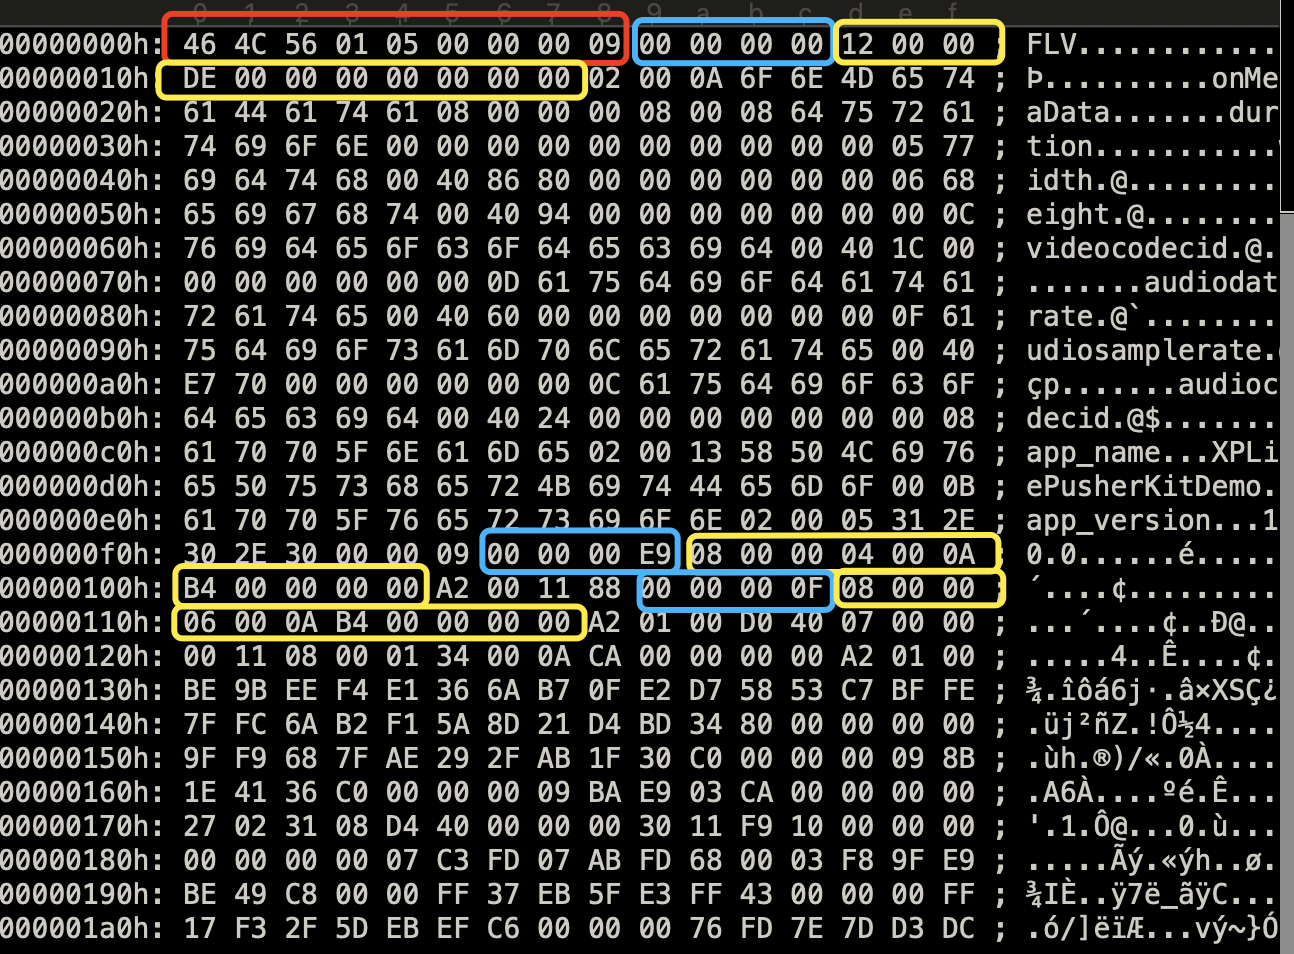 0 1 2 3 4 5 6 7 8 9 a b c d e f
00000000h: 46 4C 56 01 05 00 00 00 09 00 00 00 00 12 00 00 ; FLV.............
00000010h: DE 00 00 00 00 00 00 00 02 00 0A 6F 6E 4D 65 74 ; Þ..........onMe
00000020h: 61 44 61 74 61 08 00 00 00 08 00 08 64 75 72 61 ; aData.......dur
00000030h: 74 69 6F 6E 00 00 00 00 00 00 00 00 00 00 05 77 ; tion...........
00000040h: 69 64 74 68 00 40 86 80 00 00 00 00 00 00 06 68 ; idth.@.........
00000050h: 65 69 67 68 74 00 40 94 00 00 00 00 00 00 00 0C ; eight.@........
00000060h: 76 69 64 65 6F 63 6F 64 65 63 69 64 00 40 1C 00 ; videocodecid.@.
00000070h: 00 00 00 00 00 0D 61 75 64 69 6F 64 61 74 61 ; .......audiodat
00000080h: 72 61 74 65 00 40 60 00 00 00 00 00 00 00 0F 61 ; rate.@`........
00000090h: 75 64 69 6F 73 61 6D 70 6C 65 72 61 74 65 00 40 ; udiosamplerate.
000000a0h: E7 70 00 00 00 00 00 00 0C 61 75 64 69 6F 63 6F ; çp.......audioc
000000b0h: 64 65 63 69 64 00 40 24 00 00 00 00 00 00 00 08 ; decid.@$.......
000000c0h: 61 70 70 5F 6E 61 6D 65 02 00 13 58 50 4C 69 76 ; app_name...XPLi
000000d0h: 65 50 75 73 68 65 72 4B 69 74 44 65 6D 6F 00 0B ; ePusherKitDemo.
000000e0h: 61 70 70 5F 76 65 72 73 69 6F 6E 02 00 05 31 2E ; app_version...1
000000f0h: 30 2E 30 00 00 09 00 00 00 E9 08 00 00 04 00 0A ; 0.0......é.....
00000100h: B4 00 00 00 00 A2 00 11 88 00 00 00 0F 08 00 00 ; ´....¢.........
00000110h: 06 00 0A B4 00 00 00 00 A2 01 00 D0 40 07 00 00 ; ...´....¢..Ð@..
00000120h: 00 11 08 00 01 34 00 0A CA 00 00 00 00 A2 01 00 ; .....4..Ê....¢.
00000130h: BE 9B EE F4 E1 36 6A B7 0F E2 D7 58 53 C7 BF FE ; ¾.îôá6j·.â×XSÇ¿
00000140h: 7F FC 6A B2 F1 5A 8D 21 D4 BD 34 80 00 00 00 00 ; .üj²ñZ.!Ô½4....
00000150h: 9F F9 68 7F AE 29 2F AB 1F 30 C0 00 00 00 09 8B ; .ùh.®)/«.0À....
00000160h: 1E 41 36 C0 00 00 00 09 BA E9 03 CA 00 00 00 00 ; .A6À....ºé.Ê...
00000170h: 27 02 31 08 D4 40 00 00 00 30 11 F9 10 00 00 00 ; '.1.Ô@...0.ù...
00000180h: 00 00 00 00 07 C3 FD 07 AB FD 68 00 03 F8 9F E9 ; .....Ãý.«ýh..ø.
00000190h: BE 49 C8 00 00 FF 37 EB 5F E3 FF 43 00 00 00 FF ; ¾IÈ..ÿ7ë_ãÿC...
000001a0h: 17 F3 2F 5D EB EF C6 00 00 00 76 FD 7E 7D D3 DC ; .ó/]ëïÆ...vý~}Ó